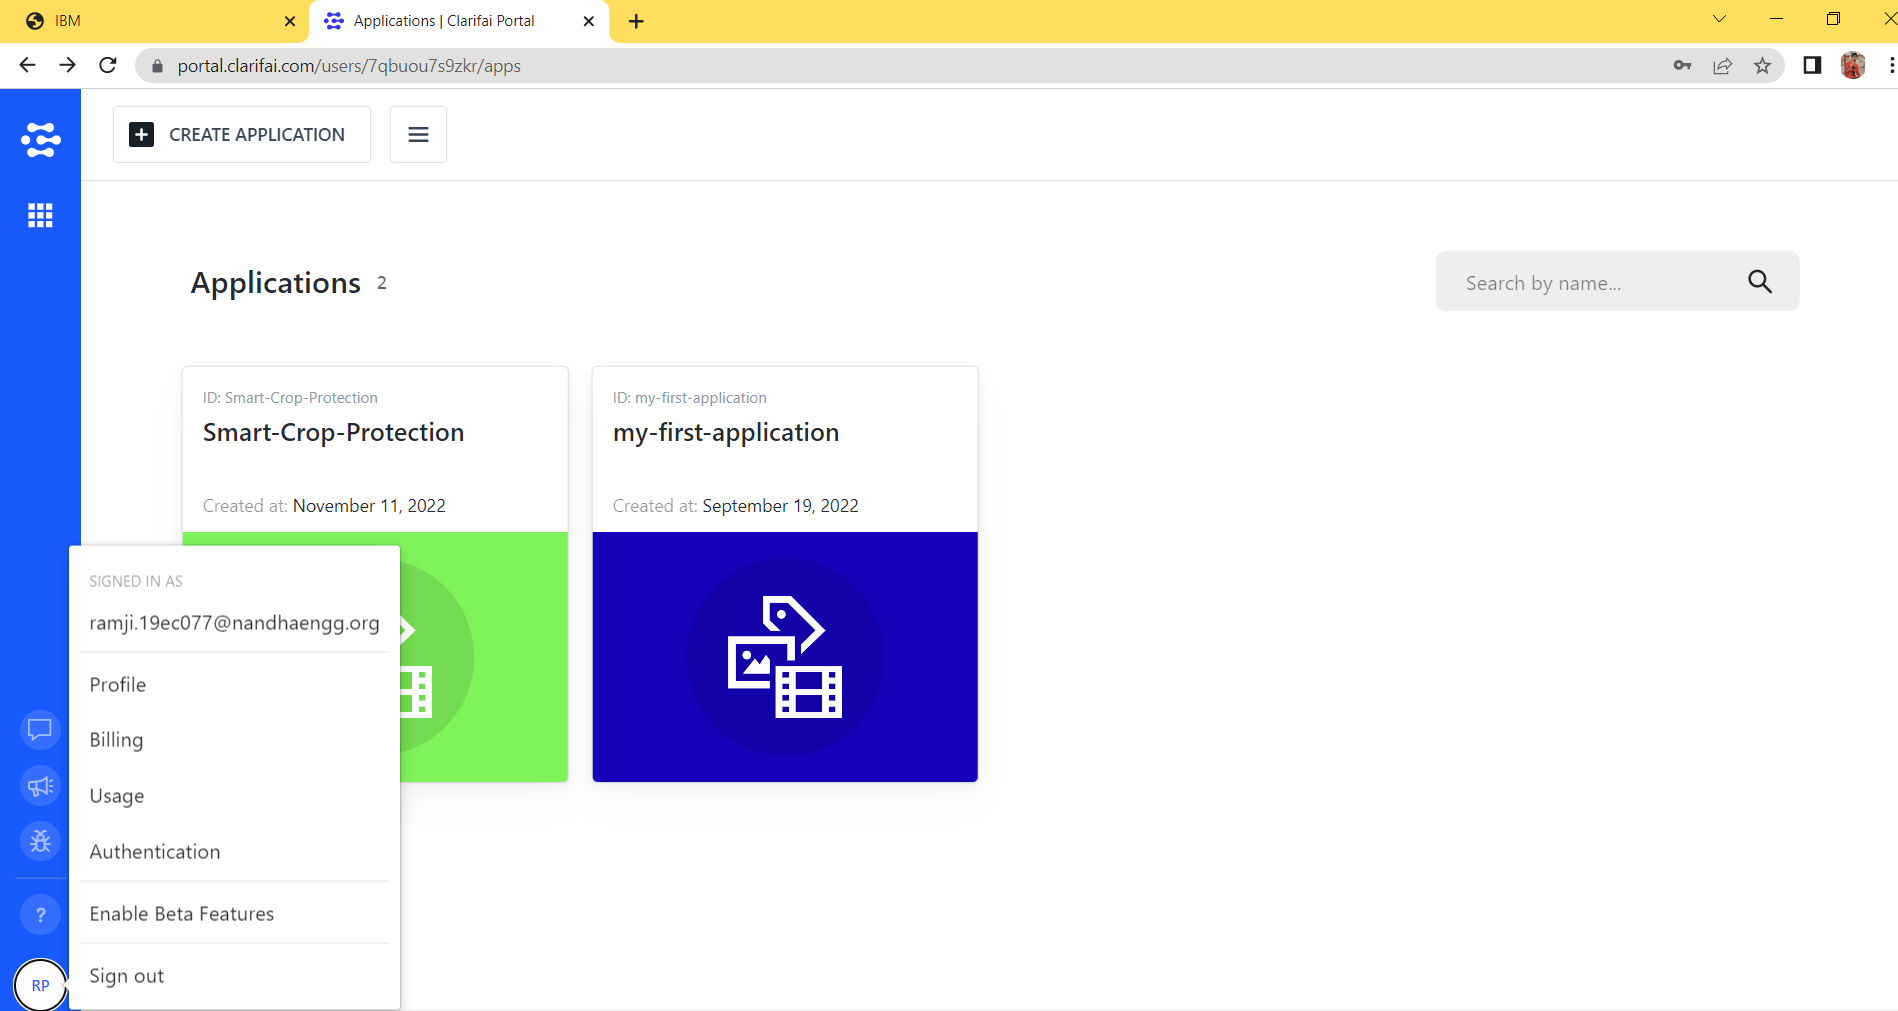 IBM
Applications | Clarifai Portal
portal.clarifai.com/users/7qbuou7s9zkr/apps
CREATE APPLICATION
Applications 2
Search by name...
ID: Smart-Crop-Protection
Smart-Crop-Protection
Created at: November 11, 2022
ID: my-first-application
my-first-application
Created at: September 19, 2022
SIGNED IN AS
ramji.19ec077@nandhaengg.org
Profile
Billing
Usage
Authentication
Enable Beta Features
Sign out
?
RP